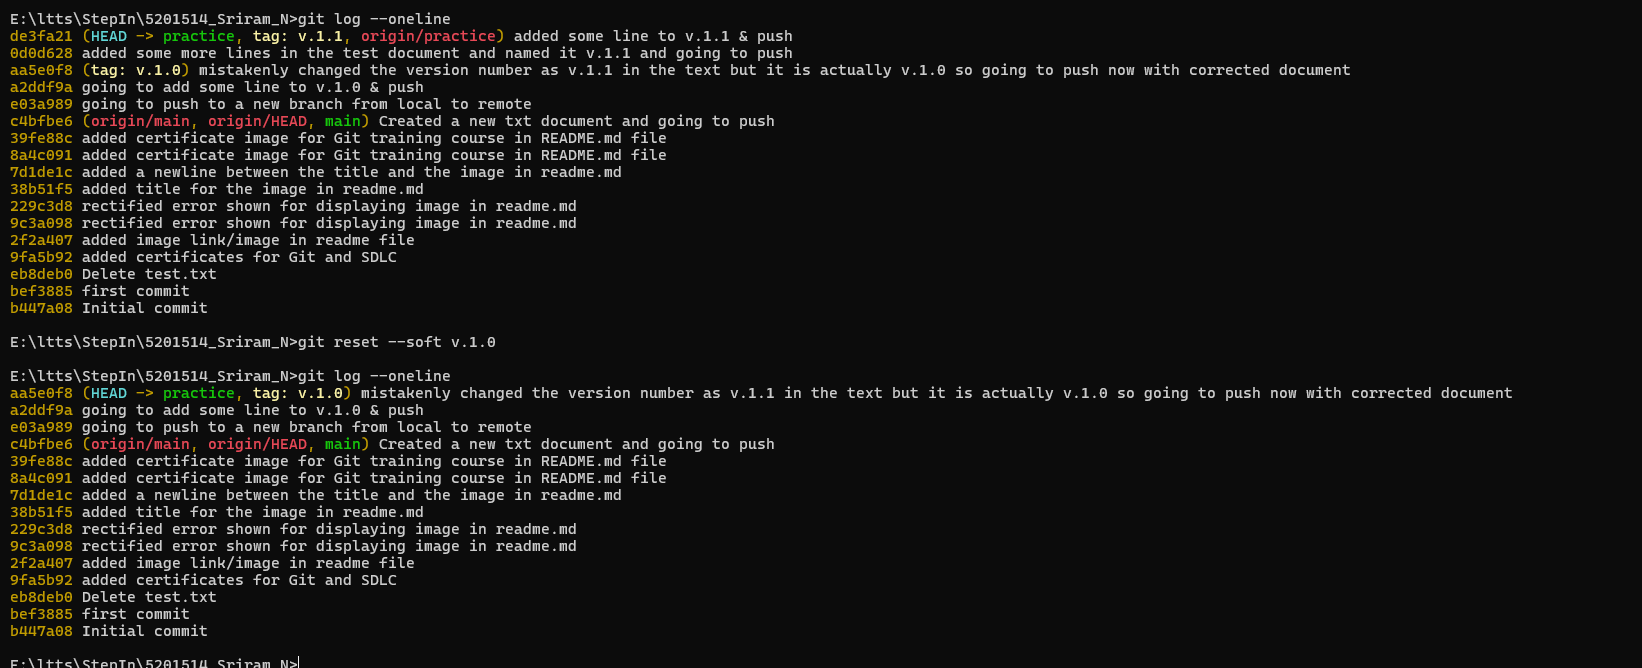 E:\ltts\StepIn\5201514_Sriram_N>git log --oneline
de3fa21 (HEAD -> practice, tag: v.1.1, origin/practice) added some line to v.1.1 & push
0d0d628 added some more lines in the test document and named it v.1.1 and going to push
aa5e0f8 (tag: v.1.0) mistakenly changed the version number as v.1.1 in the text but it is actually v.1.0 so going to push now with corrected document
a2ddf9a going to add some line to v.1.0 & push
e03a989 going to push to a new branch from local to remote
c4bfbe6 (origin/main, origin/HEAD, main) Created a new txt document and going to push
39fe88c added certificate image for Git training course in README.md file
8a4c091 added certificate image for Git training course in README.md file
7d1de1c added a newline between the title and the image in readme.md
38b51f5 added title for the image in readme.md
229c3d8 rectified error shown for displaying image in readme.md
9c3a098 rectified error shown for displaying image in readme.md
2f2a407 added image link/image in readme file
9fa5b92 added certificates for Git and SDLC
eb8deb0 Delete test.txt
bef3885 first commit
b447a08 Initial commit
E:\ltts\StepIn\5201514_Sriram_N>git reset --soft v.1.0
E:\ltts\StepIn\5201514_Sriram_N>git log --oneline
aa5e0f8 (HEAD -> practice, tag: v.1.0) mistakenly changed the version number as v.1.1 in the text but it is actually v.1.0 so going to push now with corrected document
a2ddf9a going to add some line to v.1.0 & push
e03a989 going to push to a new branch from local to remote
c4bfbe6 (origin/main, origin/HEAD, main) Created a new txt document and going to push
39fe88c added certificate image for Git training course in README.md file
8a4c091 added certificate image for Git training course in README.md file
7d1de1c added a newline between the title and the image in readme.md
38b51f5 added title for the image in readme.md
229c3d8 rectified error shown for displaying image in readme.md
9c3a098 rectified error shown for displaying image in readme.md
2f2a407 added image link/image in readme file
9fa5b92 added certificates for Git and SDLC
eb8deb0 Delete test.txt
bef3885 first commit
b447a08 Initial commit
E:\ltts\StepIn\5201514_Sriram_N>